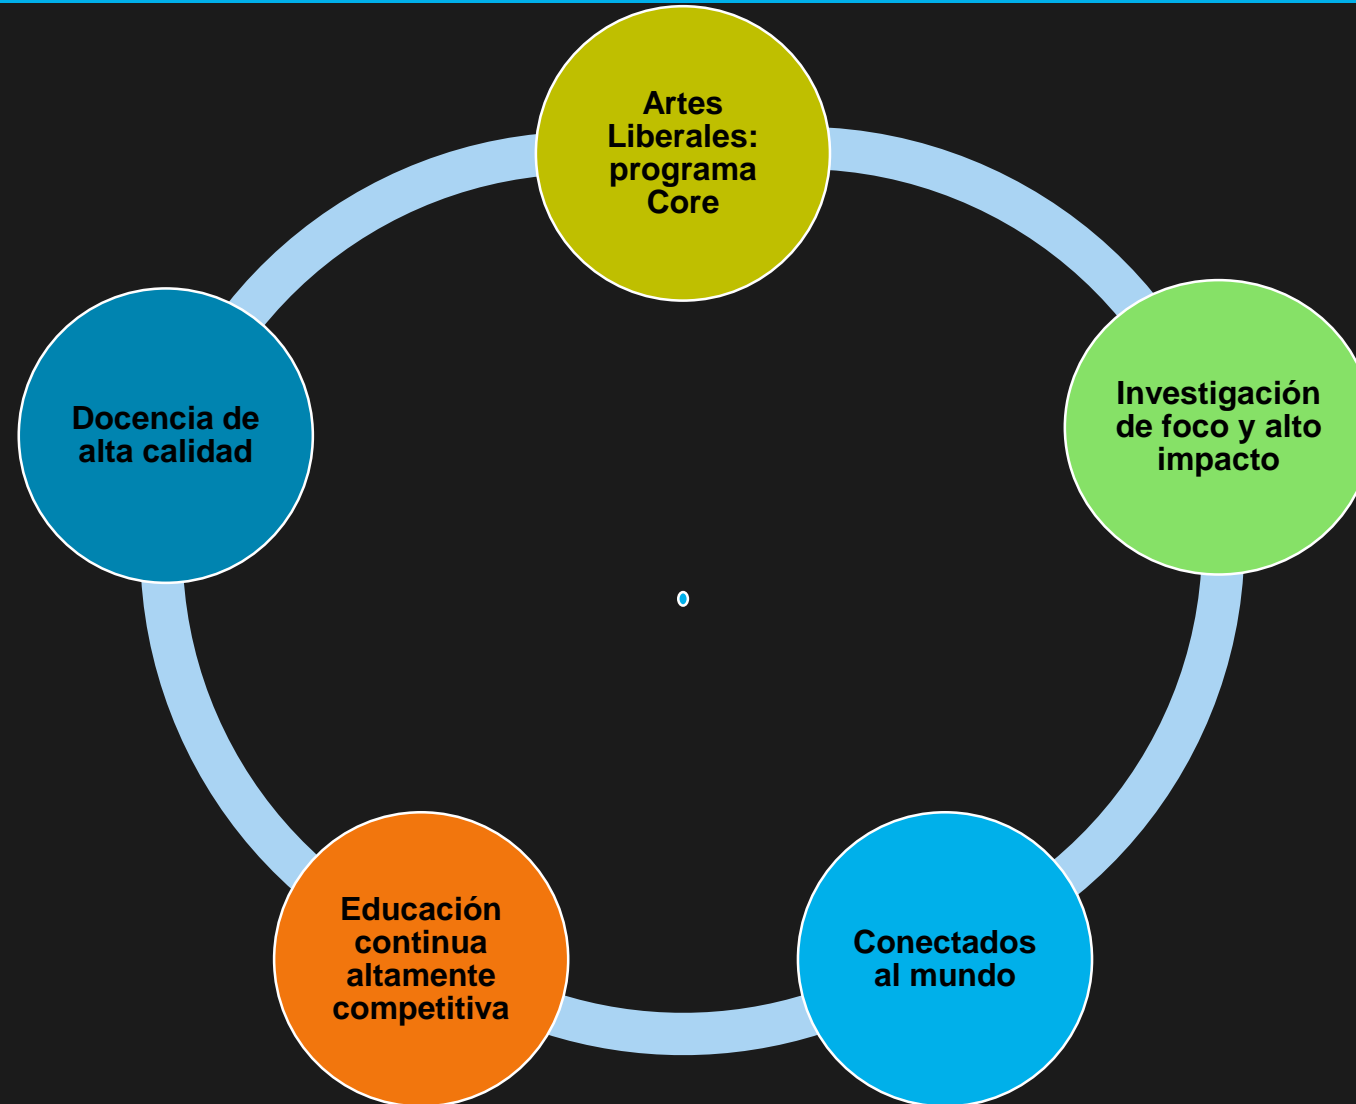 Artes
Liberales:
programa
Core
Investigación
de foco y alto
impacto
Conectados
al mundo
Educación
continua
altamente
competitiva
Docencia de
alta calidad